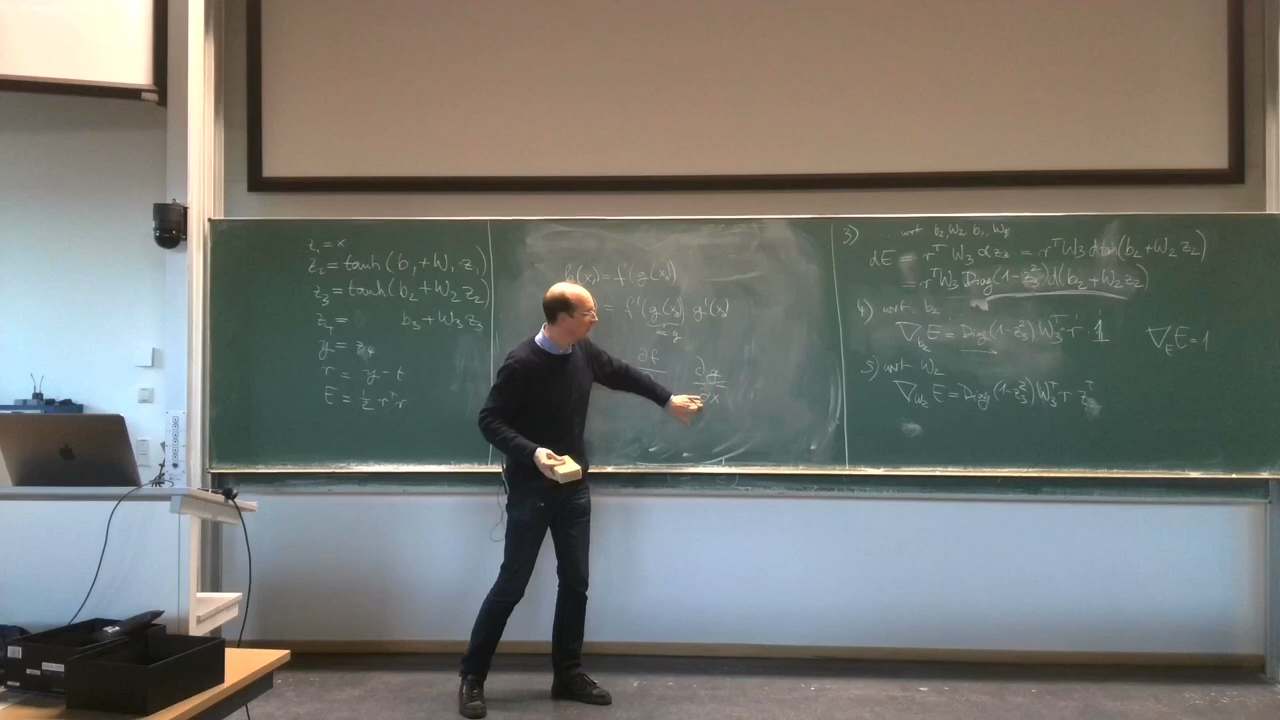 z₁ = x
z₂ = tanh(b₁ + W₁ z₁)
z₃ = tanh(b₂ + W₂ z₂)
z₄ = b₃ + W₃ z₃
y = z₄
r = y - t
E = ½ rᵀr
h(x) = f(g(x))
= f'(g(x)) g'(x)
= y
∂f
∂g
∂x
3) wrt b₂, W₂ b₁, W₁
dE = rᵀ W₃ dz₃ = rᵀ W₃ d tanh(b₂ + W₂ z₂)
= rᵀ W₃ Diag(1 - z₃²) d(b₂ + W₂ z₂)
4) wrt b₂
∇b₂ E = Diag(1 - z₃²) W₃ᵀ r · 1
∇E E = 1
5) wrt W₂
∇W₂ E = Diag(1 - z₃²) W₃ᵀ r z₂ᵀ